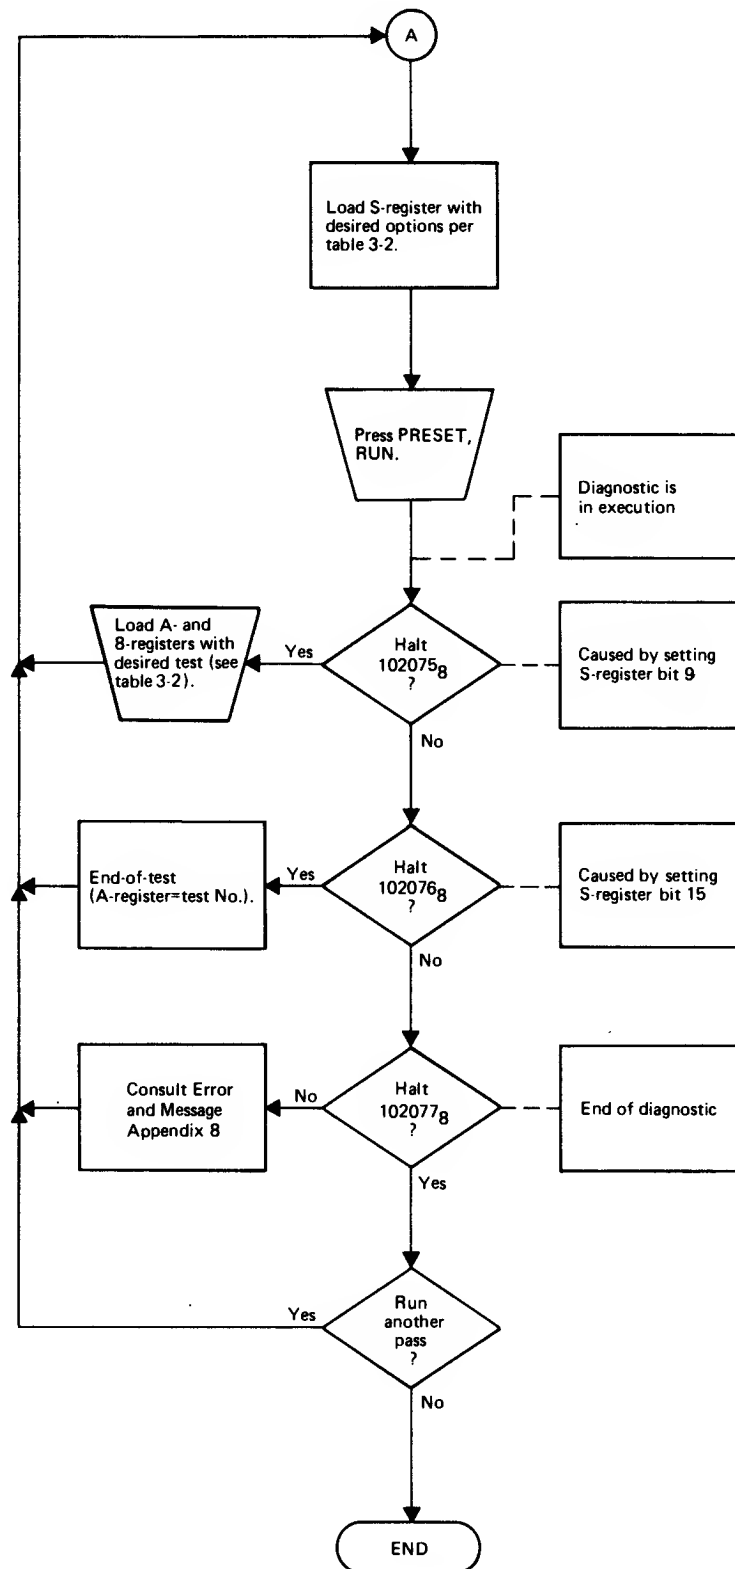 A
Load S-register with
desired options per
table 3-2.
Press PRESET,
RUN.
Diagnostic is
in execution
Load A- and
8-registers with
desired test (see
table 3-2).
Yes
Halt
102075₈
?
Caused by setting
S-register bit 9
No
End-of-test
(A-register=test No.).
Yes
Halt
102076₈
?
Caused by setting
S-register bit 15
No
Consult Error
and Message
Appendix 8
No
Halt
102077₈
?
End of diagnostic
Yes
Yes
Run
another
pass
?
No
END